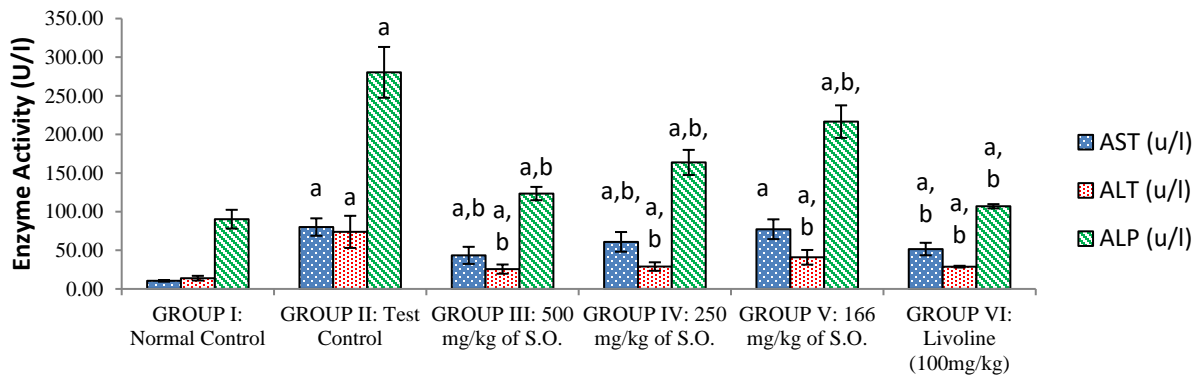 Enzyme Activity (U/l)
350.00
300.00
250.00
200.00
150.00
100.00
50.00
0.00
a
a
a
a,b
a,
b
a,b
a,b,
a,
b
a,b,
a
a,
b
a,b,
a,
b
a,
b
a,
b
GROUP I:
Normal Control
GROUP II: Test
Control
GROUP III: 500
mg/kg of S.O.
GROUP IV: 250
mg/kg of S.O.
GROUP V: 166
mg/kg of S.O.
GROUP VI:
Livoline
(100mg/kg)
AST (u/l)
ALT (u/l)
ALP (u/l)